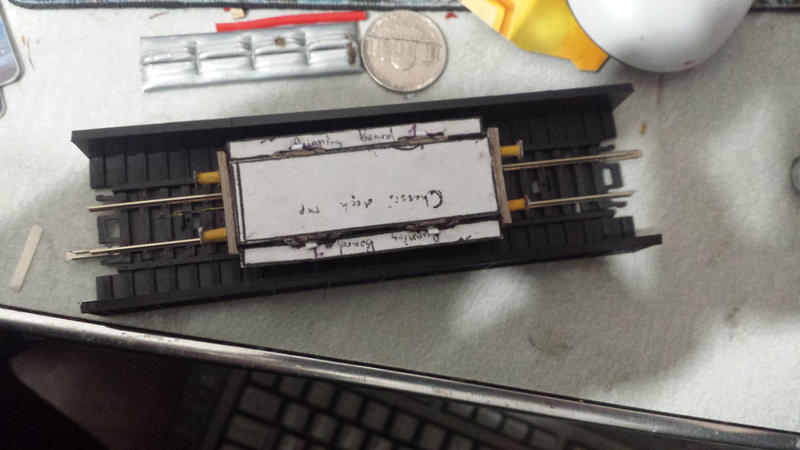 Running Board
Chassis deck top
Running
Board